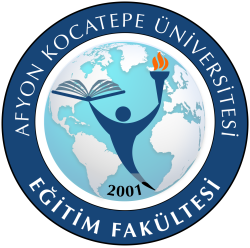 AFYON KOCATEPE ÜNİVERSİTESİ
2001
EĞİTİM FAKÜLTESİ